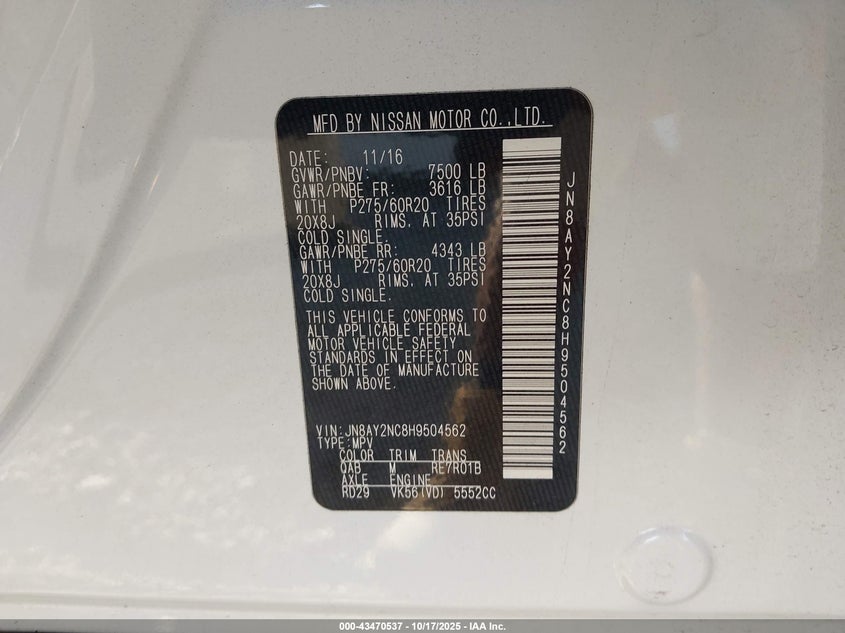 MFD BY NISSAN MOTOR CO.,LTD.
DATE: 11/16
GVWR/PNBV: 7500 LB
GAWR/PNBE FR: 3616 LB
WITH P275/60R20 TIRES
20X8J RIMS, AT 35PSI
COLD SINGLE.
GAWR/PNBE RR: 4343 LB
WITH P275/60R20 TIRES
20X8J RIMS, AT 35PSI
COLD SINGLE.
THIS VEHICLE CONFORMS TO
ALL APPLICABLE FEDERAL
MOTOR VEHICLE SAFETY
STANDARDS IN EFFECT ON
THE DATE OF MANUFACTURE
SHOWN ABOVE.
VIN:JN8AY2NC8H9504562
TYPE:MPV
COLOR TRIM TRANS
QAB M RE7R01B
AXLE ENGINE
RD29 VK56(VD) 5552CC
JN8AY2NC8H9504562
000-43470537 - 10/17/2025 - IAA Inc.